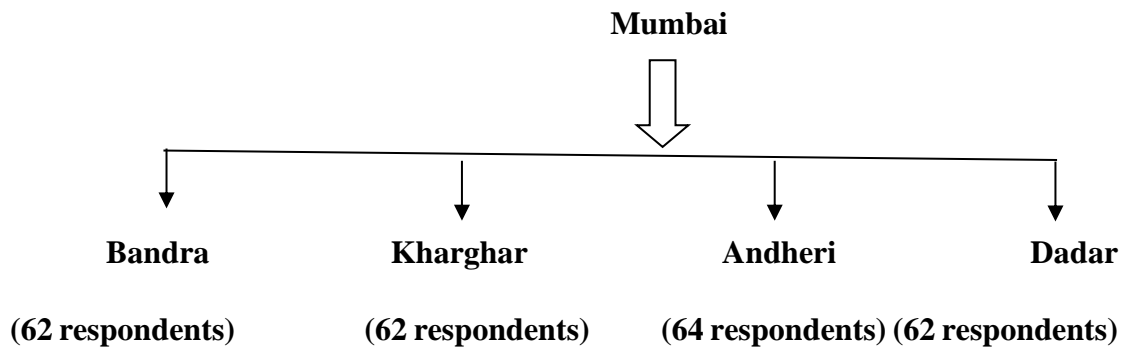 Mumbai
Bandra Kharghar Andheri Dadar
(62 respondents) (62 respondents) (64 respondents) (62 respondents)